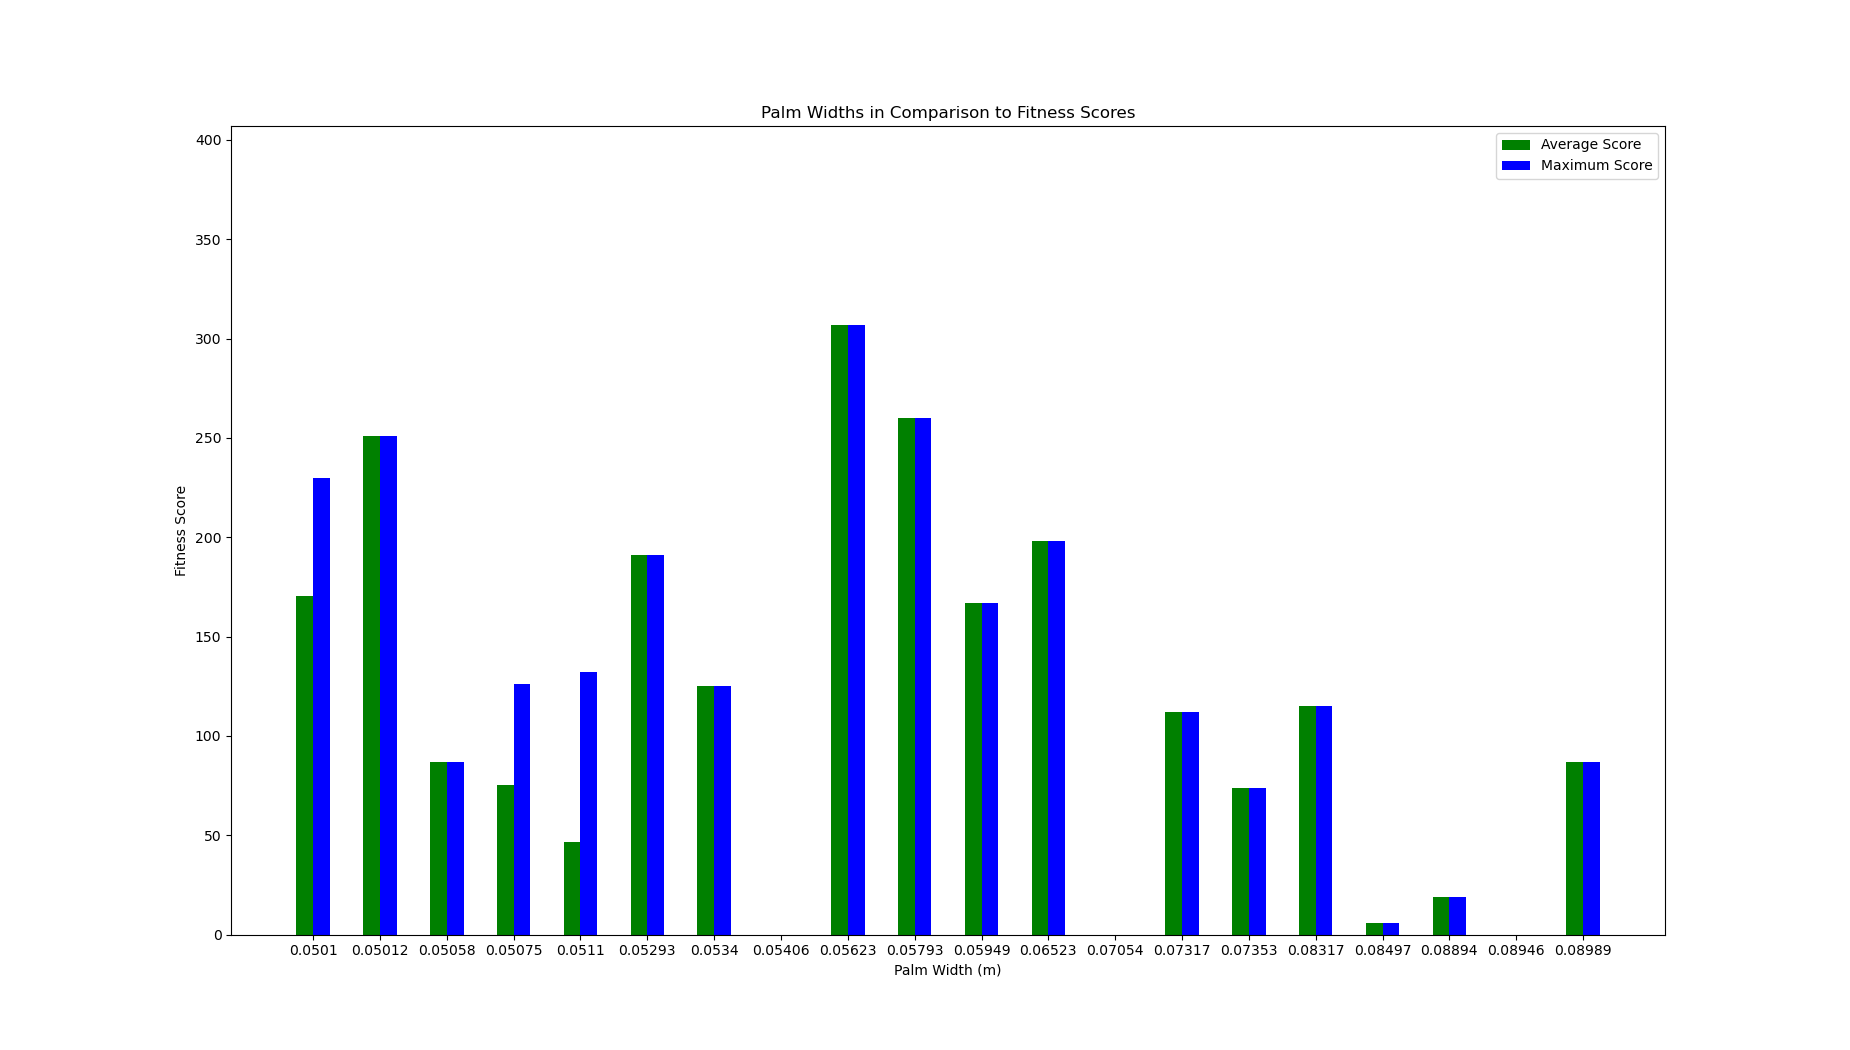 Palm Widths in Comparison to Fitness Scores
Average Score
Maximum Score
400
350
300
250
200
150
100
50
0
Fitness Score
0.0501 0.05012 0.05058 0.05075 0.0511 0.05293 0.0534 0.05406 0.05623 0.05793 0.05949 0.06523 0.07054 0.07317 0.07353 0.08317 0.08497 0.08894 0.08946 0.08989
Palm Width (m)